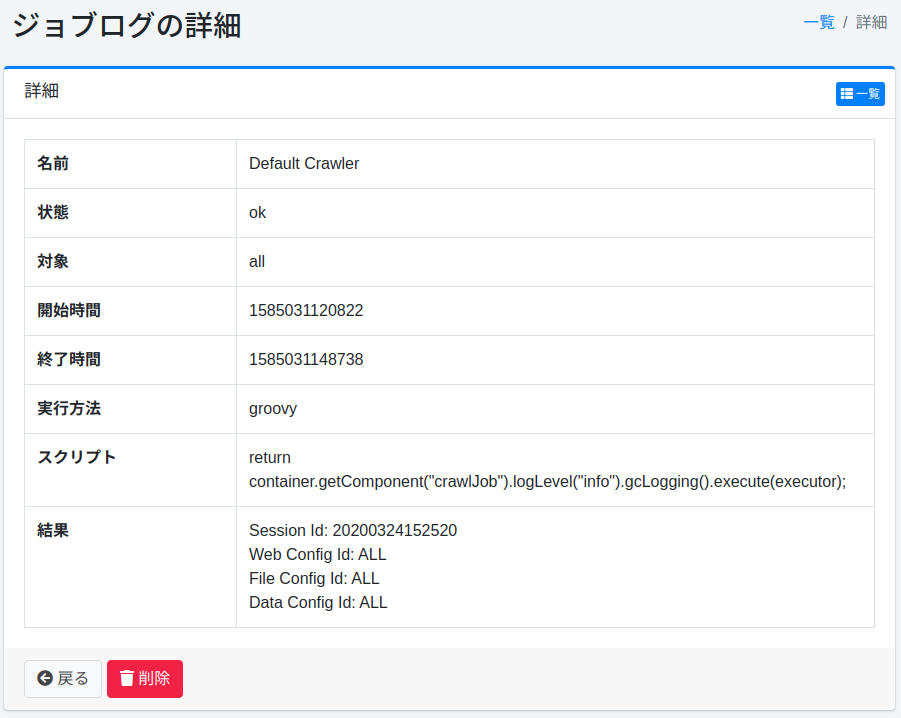 ジョブログの詳細
一覧 / 詳細
詳細
一覧
名前 Default Crawler
状態 ok
対象 all
開始時間 1585031120822
終了時間 1585031148738
実行方法 groovy
スクリプト return
container.getComponent("crawlJob").logLevel("info").gcLogging().execute(executor);
結果 Session Id: 20200324152520
Web Config Id: ALL
File Config Id: ALL
Data Config Id: ALL
戻る 削除